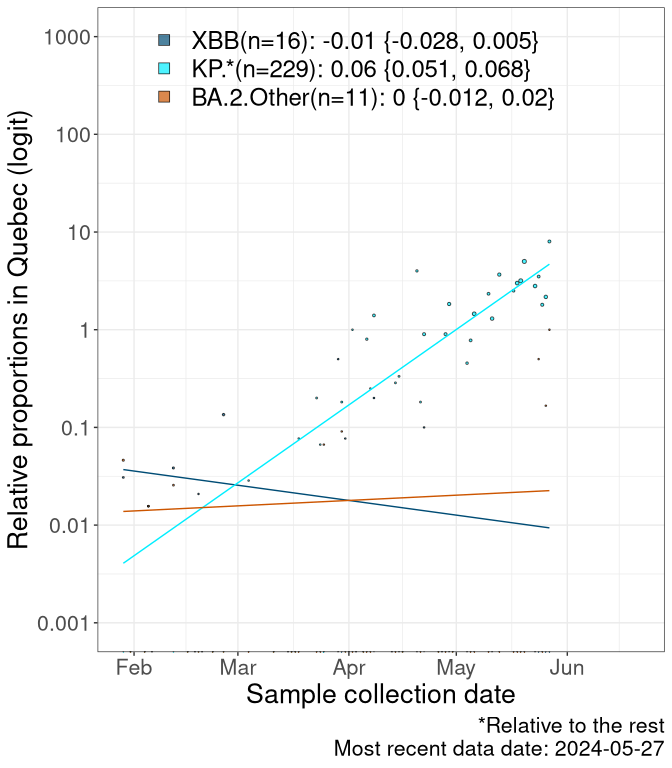 XBB(n=16): -0.01 {-0.028, 0.005}
KP.*(n=229): 0.06 {0.051, 0.068}
BA.2.Other(n=11): 0 {-0.012, 0.02}
Relative proportions in Quebec (logit)
1000
100
10
1
0.1
0.01
0.001
Feb Mar Apr May Jun
Sample collection date
*Relative to the rest
Most recent data date: 2024-05-27